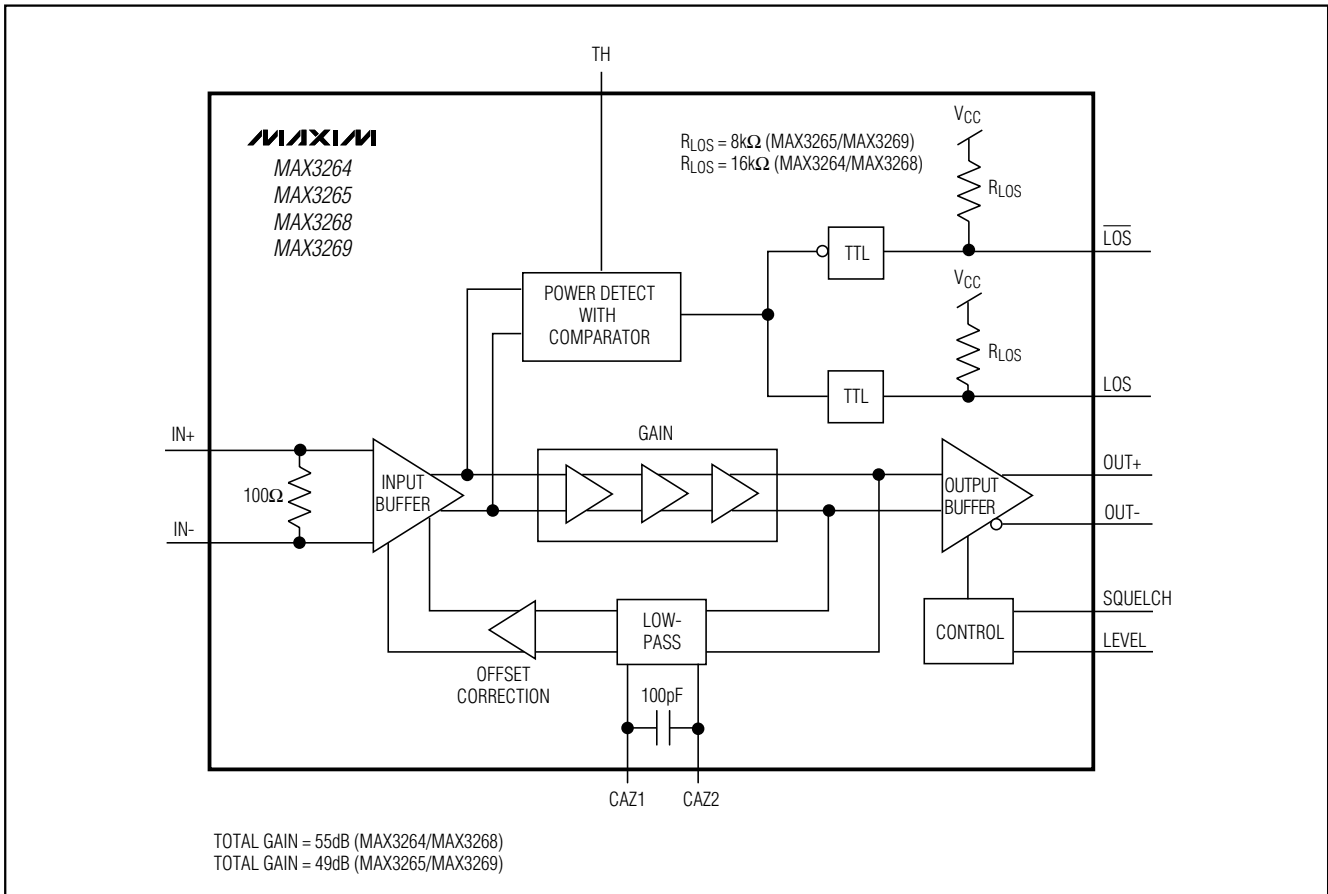 TH
MAXIM
MAX3264
MAX3265
MAX3268
MAX3269
RLOS = 8kΩ (MAX3265/MAX3269)
RLOS = 16kΩ (MAX3264/MAX3268)
VCC
RLOS
LOS
TTL
POWER DETECT
WITH
COMPARATOR
VCC
RLOS
TTL
LOS
IN+
100Ω
IN-
INPUT
BUFFER
GAIN
OUTPUT
BUFFER
OUT+
OUT-
SQUELCH
CONTROL
LEVEL
LOW-
PASS
OFFSET
CORRECTION
100pF
CAZ1
CAZ2
TOTAL GAIN = 55dB (MAX3264/MAX3268)
TOTAL GAIN = 49dB (MAX3265/MAX3269)